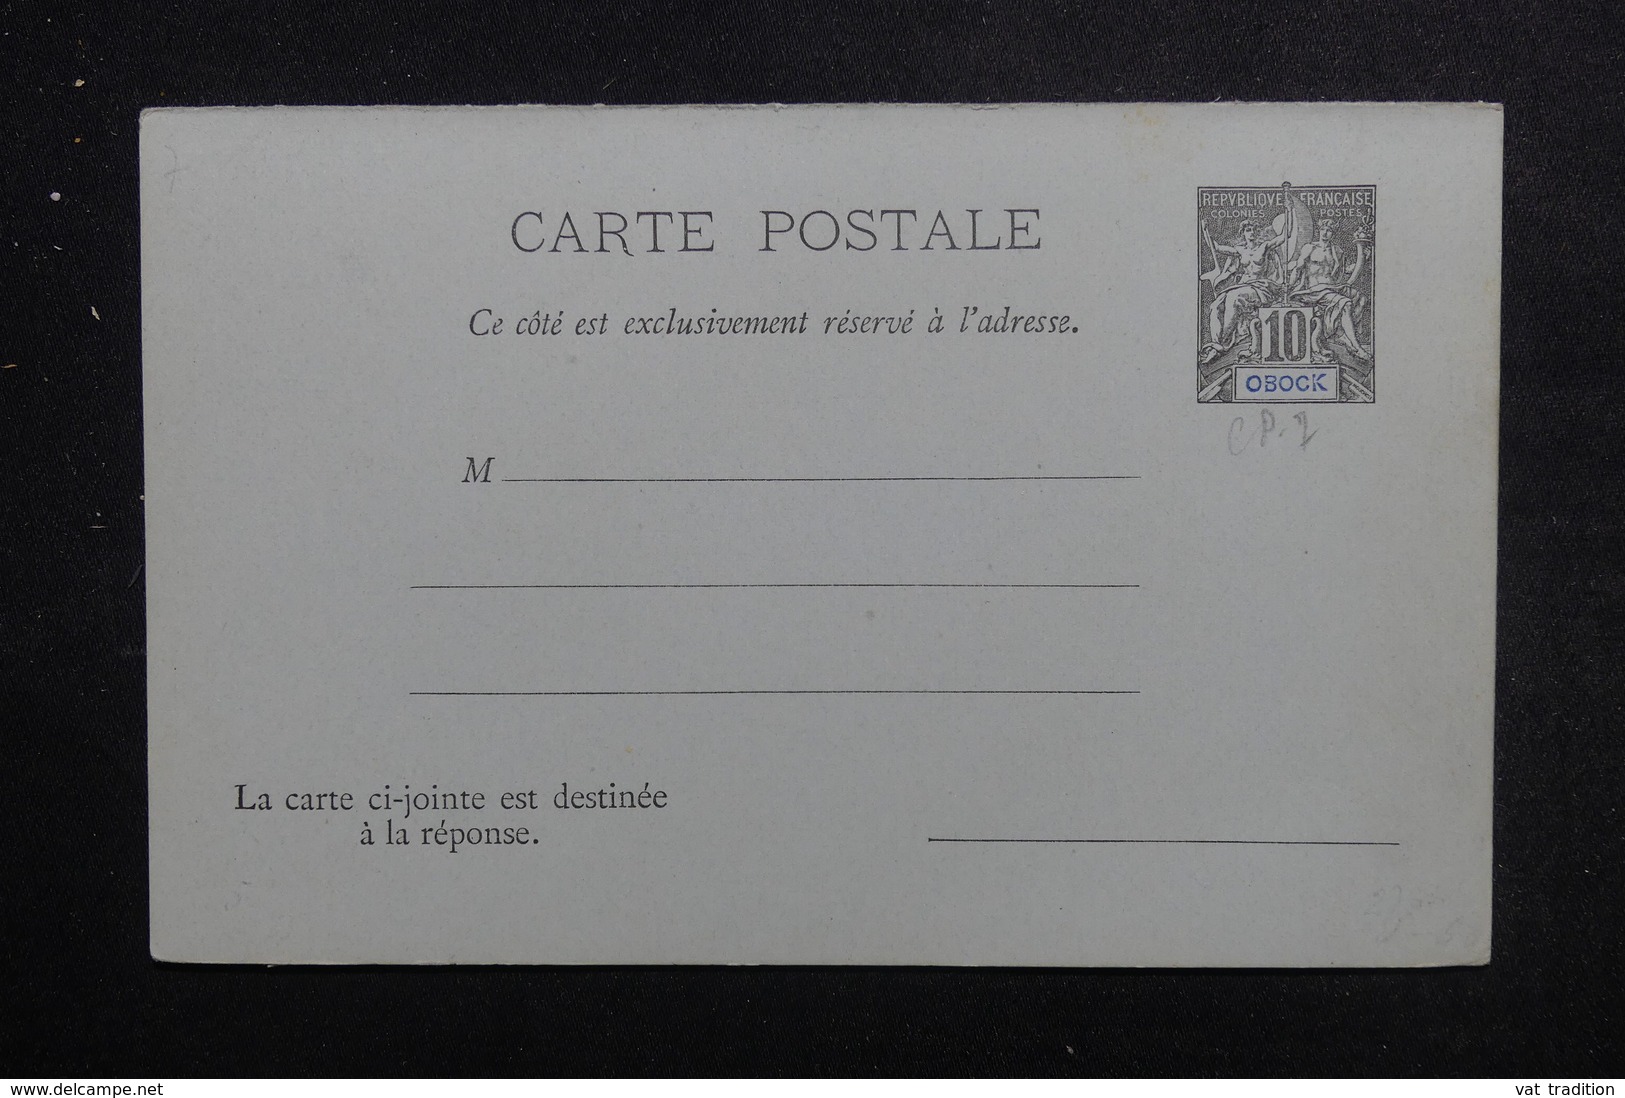 CARTE POSTALE
REPVBLIQVE FRANÇAISE
COLONIES POSTES
Ce côté est exclusivement réservé à l'adresse.
10
OBOCK
CP.
M
La carte ci-jointe est destinée
à la réponse.
www.delcampe.net
vat tradition